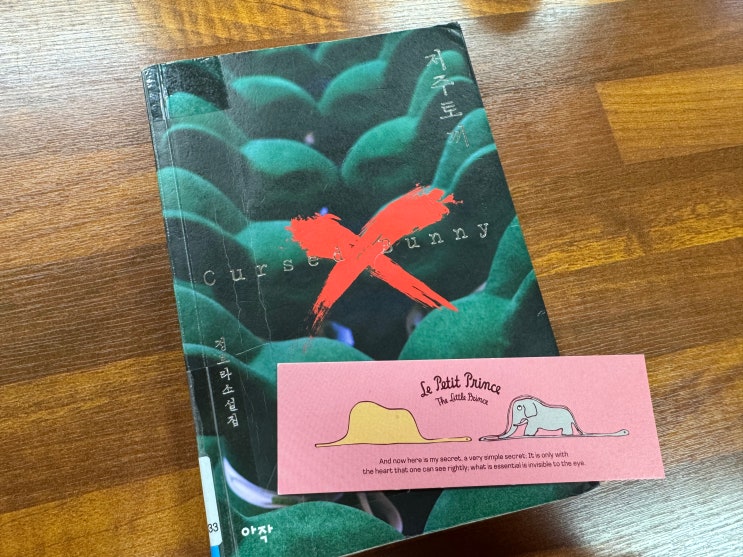 저주토끼
Cursed Bunny
정보라 소설집
아작
33
Le Petit Prince
The Little Prince
And now here is my secret, a very simple secret. It is only with
the heart that one can see rightly; what is essential is invisible to the eye.